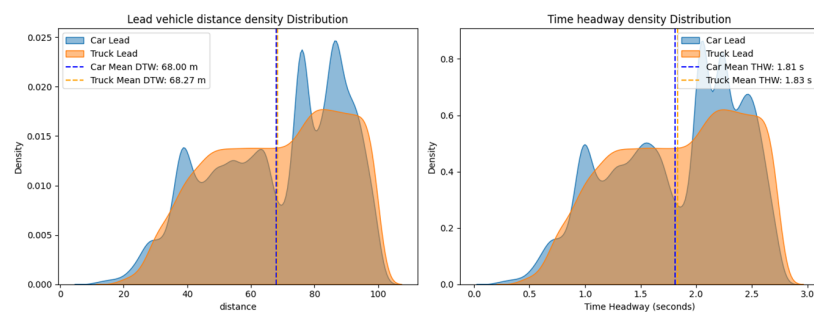 Lead vehicle distance density Distribution
Car Lead
Truck Lead
Car Mean DTW: 68.00 m
Truck Mean DTW: 68.27 m
0.025
0.020
0.015
0.010
0.005
0.000
Density
0
20
40
60
80
100
distance
Time headway density Distribution
Car Lead
Truck Lead
Car Mean THW: 1.81 s
Truck Mean THW: 1.83 s
0.8
0.6
0.4
0.2
0.0
Density
0.0
0.5
1.0
1.5
2.0
2.5
3.0
Time Headway (seconds)